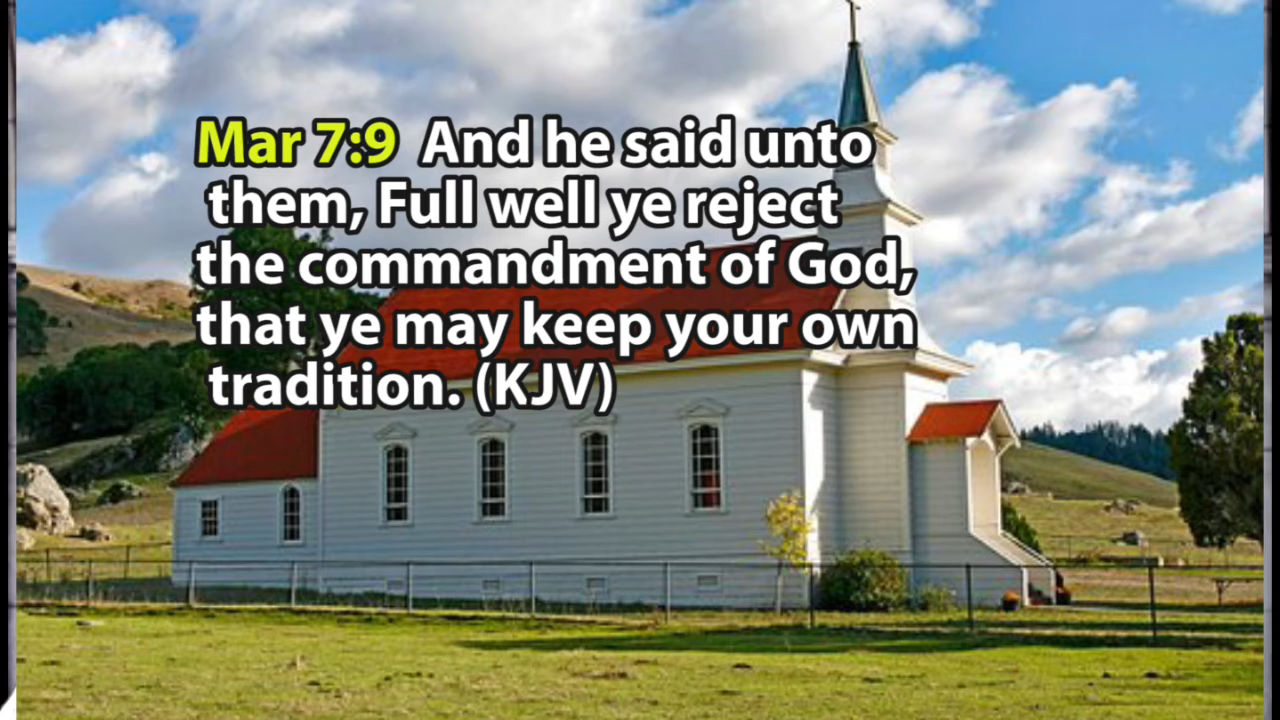 Mar 7:9 And he said unto
them, Full well ye reject
the commandment of God,
that ye may keep your own
tradition. (KJV)